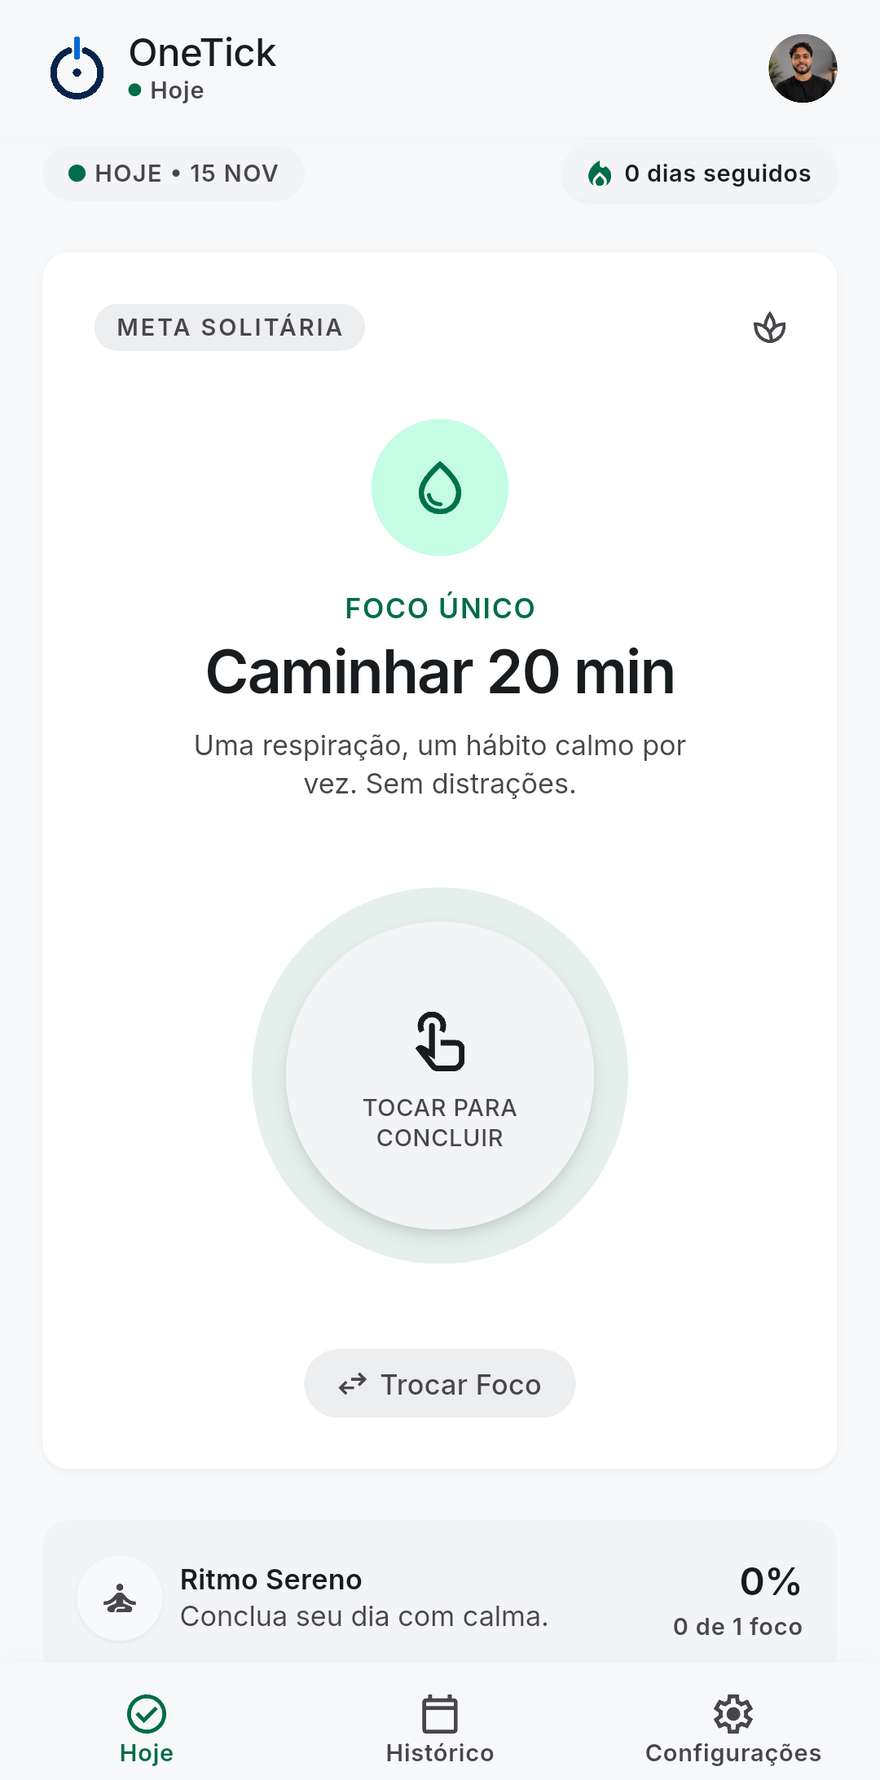 OneTick
Hoje
HOJE • 15 NOV
0 dias seguidos
META SOLITÁRIA
FOCO ÚNICO
Caminhar 20 min
Uma respiração, um hábito calmo por
vez. Sem distrações.
TOCAR PARA
CONCLUIR
Trocar Foco
Ritmo Sereno
Conclua seu dia com calma.
0%
0 de 1 foco
Hoje
Histórico
Configurações